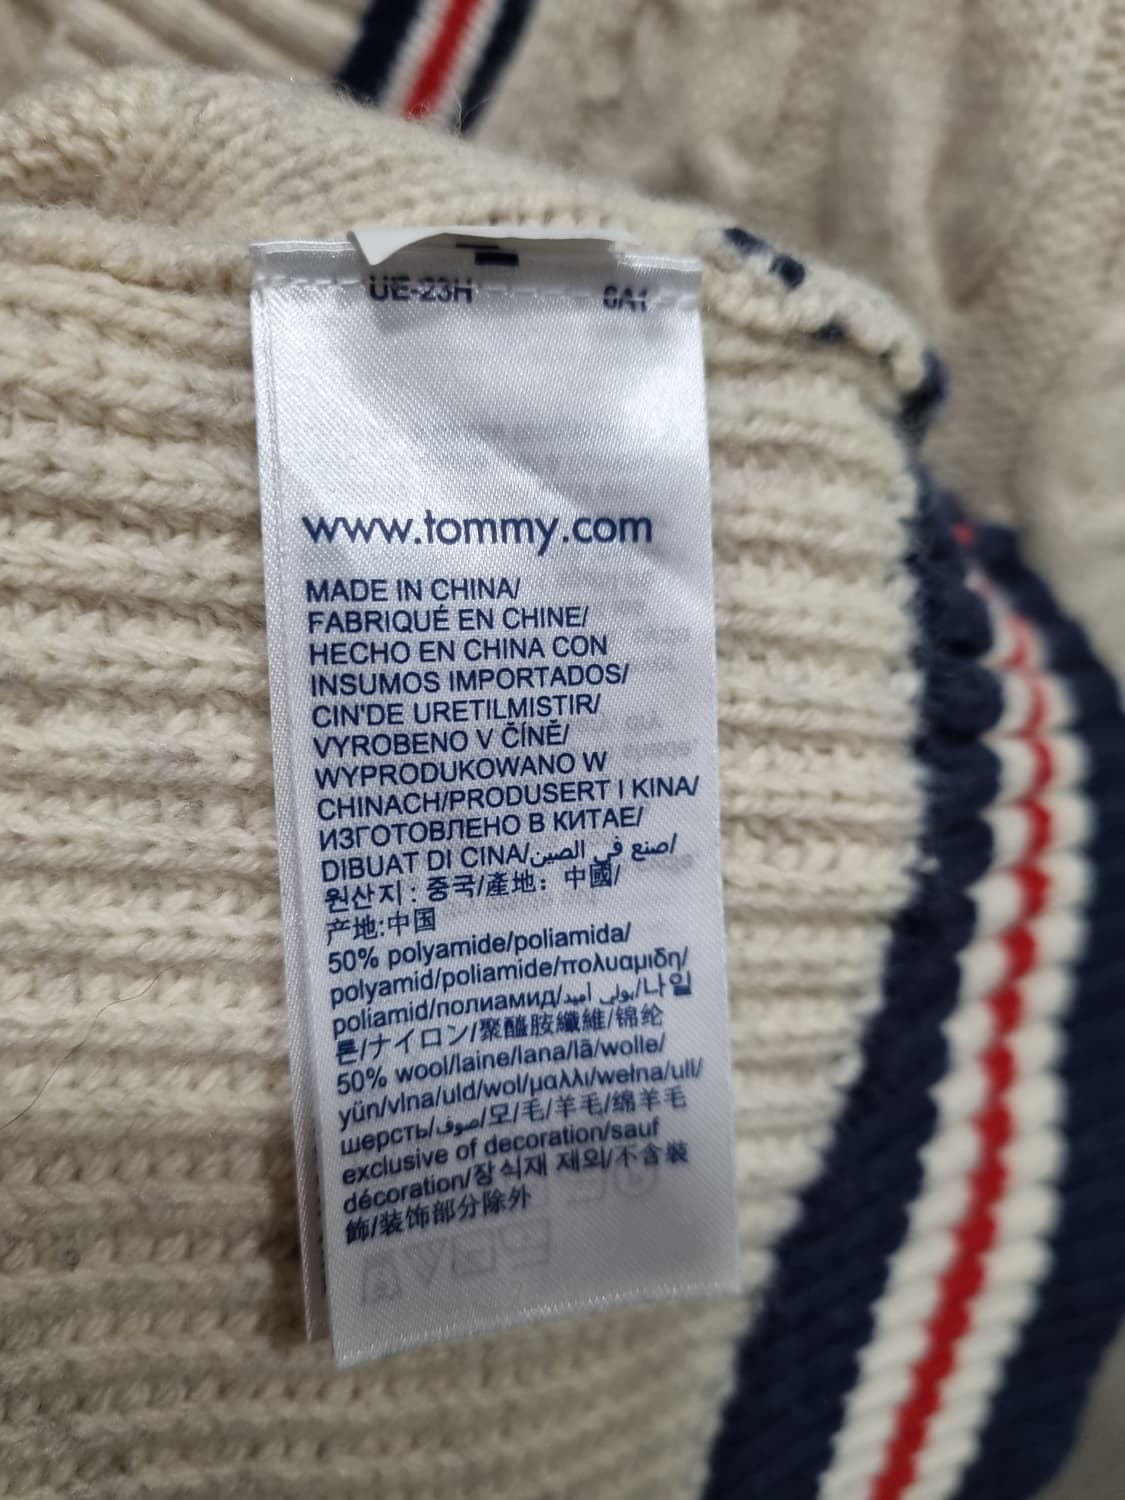 UE-23H 6A1
www.tommy.com
MADE IN CHINA/
FABRIQUÉ EN CHINE/
HECHO EN CHINA CON
INSUMOS IMPORTADOS/
CIN'DE URETILMISTIR/
VYROBENO V ČÍNĚ/
WYPRODUKOWANO W
CHINACH/PRODUSERT I KINA/
ИЗГОТОВЛЕНО В КИТАЕ/
DIBUAT DI CINA/صنع في الصين/
원산지 : 중국/產地： 中國/
产地:中国
50% polyamide/poliamida/
polyamid/poliamide/πολυαμιδη/
poliamid/полиамид/بولي اميد/나일
론/ナイロン/聚醯胺纖維/锦纶
50% wool/laine/lana/lã/wolle/
yün/vlna/uld/wol/μαλλι/wełna/ull/
шерсть/صوف/모/毛/羊毛/绵羊毛
exclusive of decoration/sauf
décoration/장식재 제외/不含裝
飾/装饰部分除外